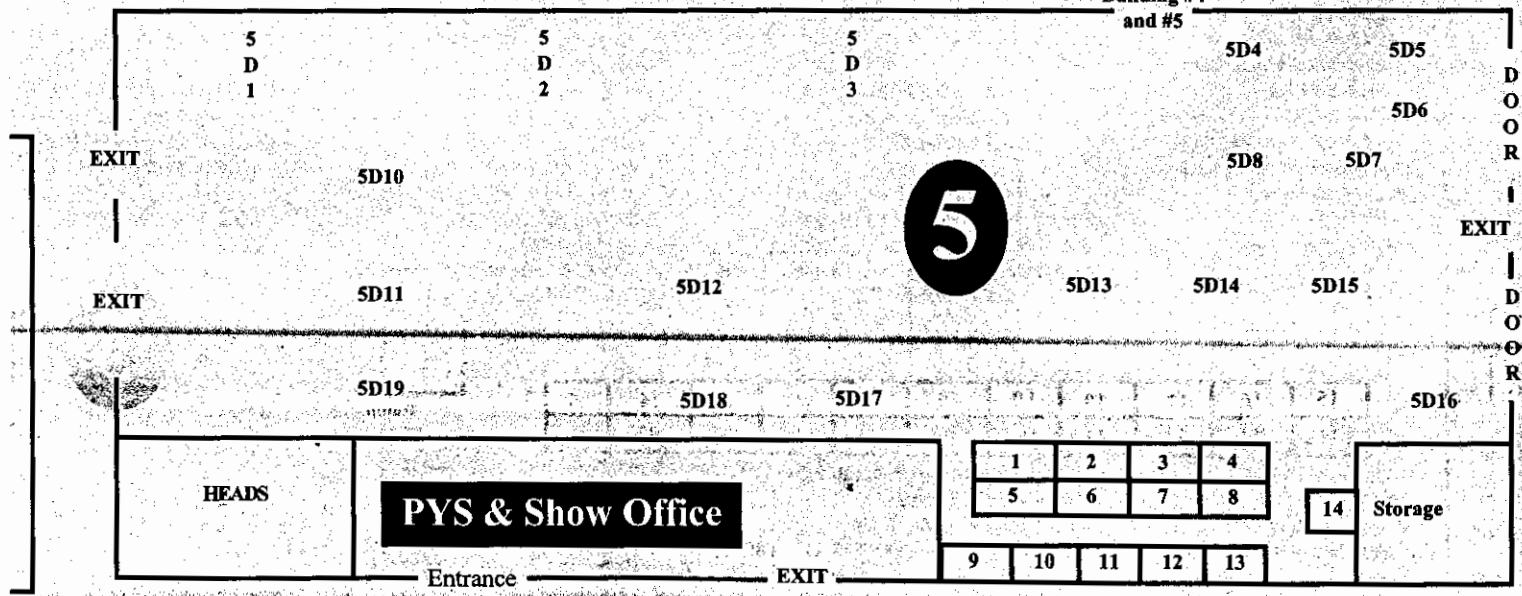 and #5
5
D
1
5
D
2
5
D
3
5D4
5D5
D
O
O
R
5D6
EXIT
5D10
5D8
5D7
5
EXIT
EXIT
5D11
5D12
5D13
5D14
5D15
D
O
O
R
5D19
5D18
5D17
5D16
HEADS
PYS & Show Office
1
2
3
4
5
6
7
8
14
Storage
9
10
11
12
13
Entrance
EXIT